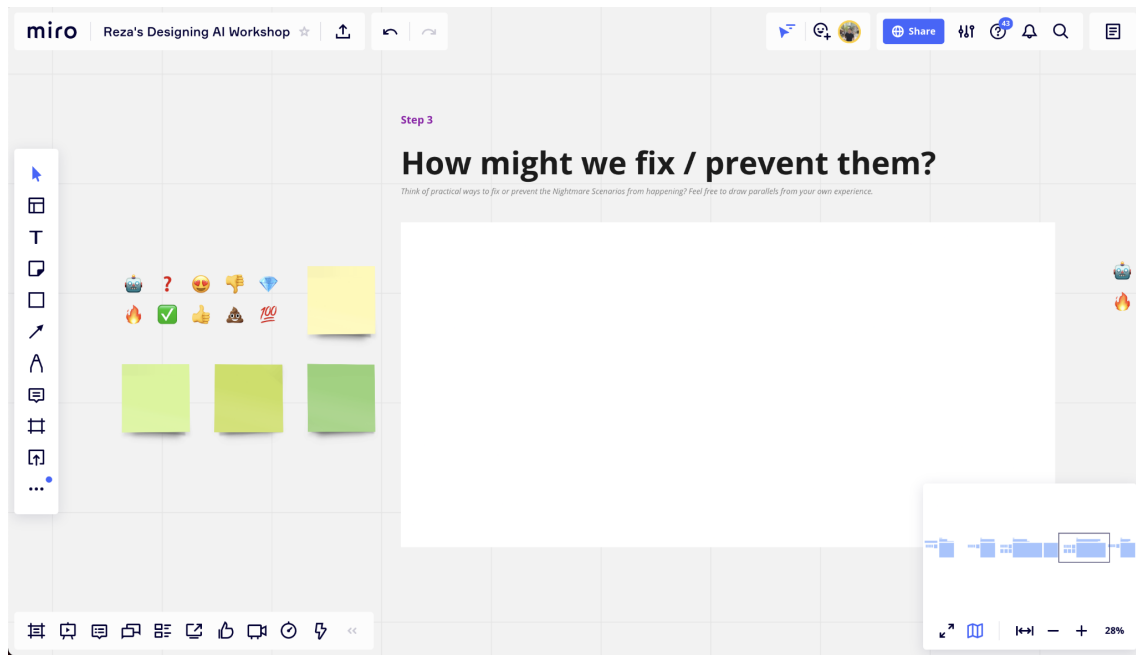 miro
Reza's Designing AI Workshop
Share
43
Step 3
How might we fix / prevent them?
Think of practical ways to fix or prevent the Nightmare Scenarios from happening? Feel free to draw parallels from your own experience.
100
28%